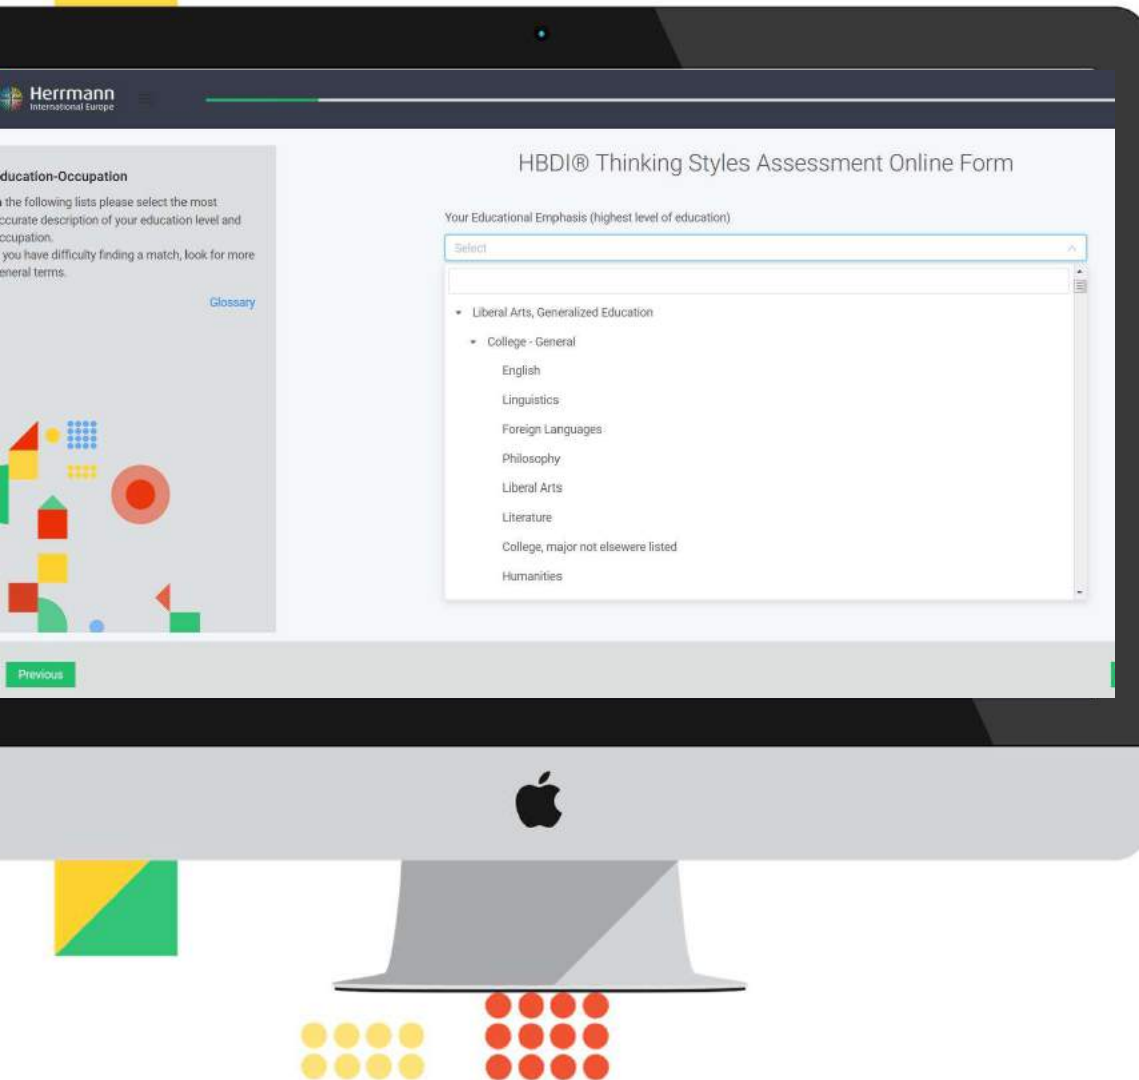 Herrmann
International Europe
HBDI® Thinking Styles Assessment Online Form
ducation-Occupation
the following lists please select the most
ccurate description of your education level and
ccupation.
you have difficulty finding a match, look for more
eneral terms.
Glossary
Your Educational Emphasis (highest level of education)
Select
Liberal Arts, Generalized Education
College - General
English
Linguistics
Foreign Languages
Philosophy
Liberal Arts
Literature
College, major not elsewere listed
Humanities
Previous